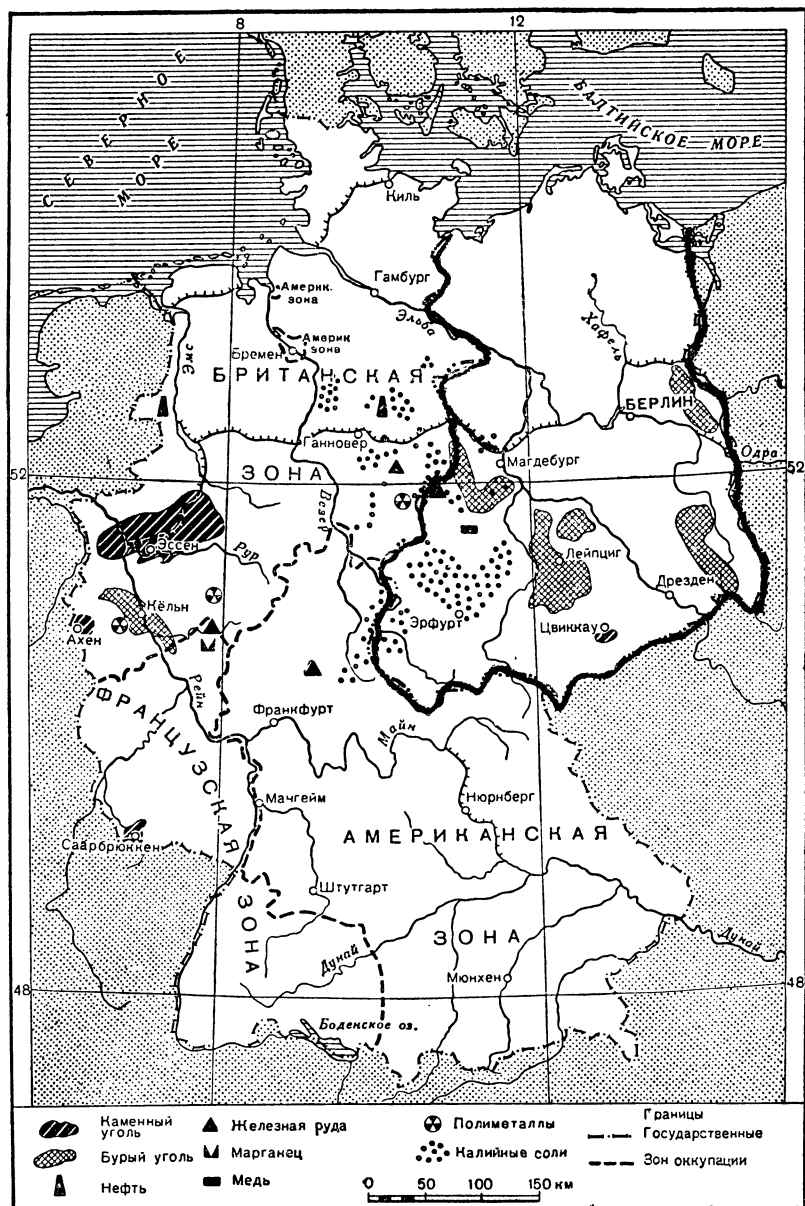 8
12
СЕВЕРНОЕ
МОРЕ
БАЛТИЙСКОЕ МОРЕ
Киль
Гамбург
Америк.
зона
Эльба
Америк
зона
Бремен
Хафель
Эмс
БРИТАНСКАЯ
БЕРЛИН
Ганновер
Одра
52
ЗОНА
Магдебург
52
Везер
Эссен
Рур
Лейпциг
Дрезден
Кёльн
Ахен
Эрфурт
Цвиккау
Рейн
ФРАНЦУЗСКАЯ
Франкфурт
Майн
Мачгейм
Нюрнберг
Саарбрюккен
АМЕРИКАНСКАЯ
Штутгарт
ЗОНА
ЗОНА
Дунай
Дунай
Мюнхен
48
48
Боденское оз.
Каменный
уголь
Железная руда
Полиметаллы
Границы
Государственные
Бурый уголь
Марганец
Калийные соли
Зон оккупации
Нефть
Медь
0 50 100 150 км